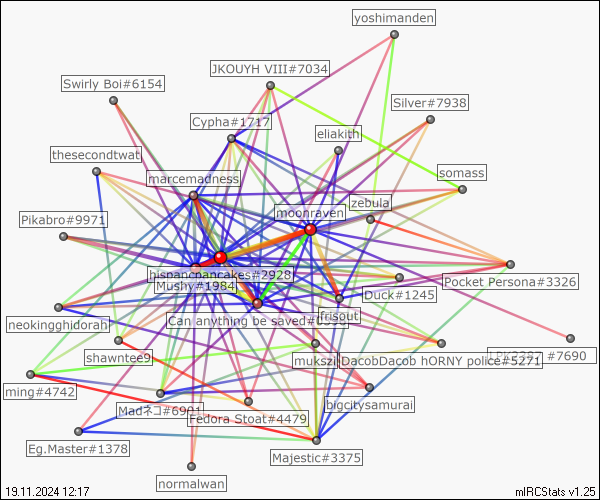 yoshimanden
JKOUYH VIII#7034
Swirly Boi#6154
Silver#7938
Cypha#1717
eliakith
thesecondtwat
somass
marcemadness
zebula
moonraven
Pikabro#9971
hispanchancakes#2928
Pocket Persona#3326
Mushy#1984
Duck#1245
frisout
Can anything be saved
neokingghidorah
shawntee9
mukszi
DacobDacob hORNY police#5271
#7690
ming#4742
bigcitysamurai
Madネコ#6901
Fedora Stoat#4479
Eg.Master#1378
Majestic#3375
normalwan
19.11.2024 12:17
mIRCStats v1.25